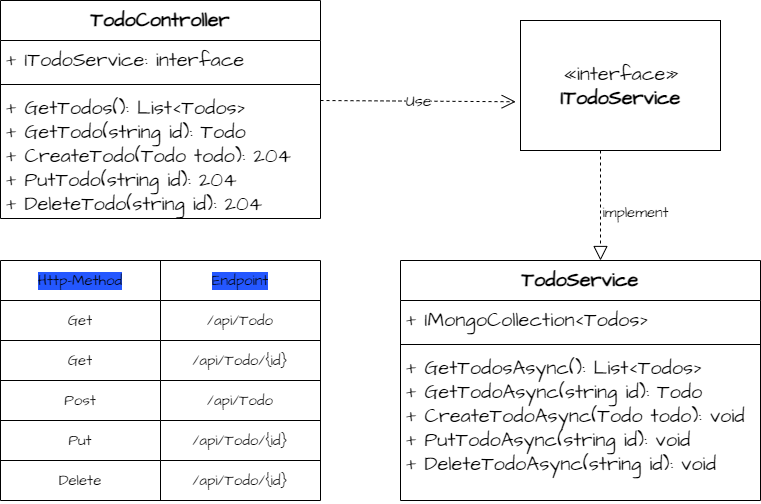 TodoController
+ ITodoService: interface
+ GetTodos(): List<Todos>
+ GetTodo(string id): Todo
+ CreateTodo(Todo todo): 204
+ PutTodo(string id): 204
+ DeleteTodo(string id): 204
Use
«interface»
ITodoService
implement
TodoService
+ IMongoCollection<Todos>
+ GetTodosAsync(): List<Todos>
+ GetTodoAsync(string id): Todo
+ CreateTodoAsync(Todo todo): void
+ PutTodoAsync(string id): void
+ DeleteTodoAsync(string id): void
Http-Method Endpoint
Get /api/Todo
Get /api/Todo/{id}
Post /api/Todo
Put /api/Todo/{id}
Delete /api/Todo/{id}